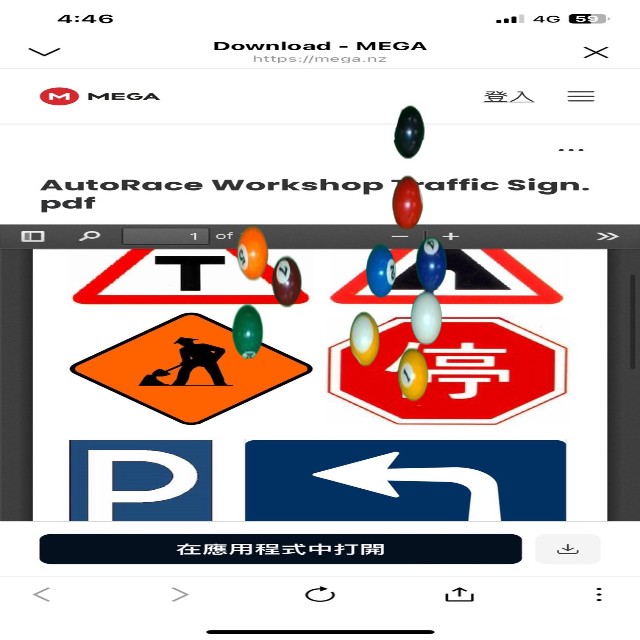 4:46
4G 59
Download - MEGA
https://mega.nz
M MEGA
登入
AutoRace Workshop Traffic Sign.
pdf
1 of
T
停
P
在應用程式中打開